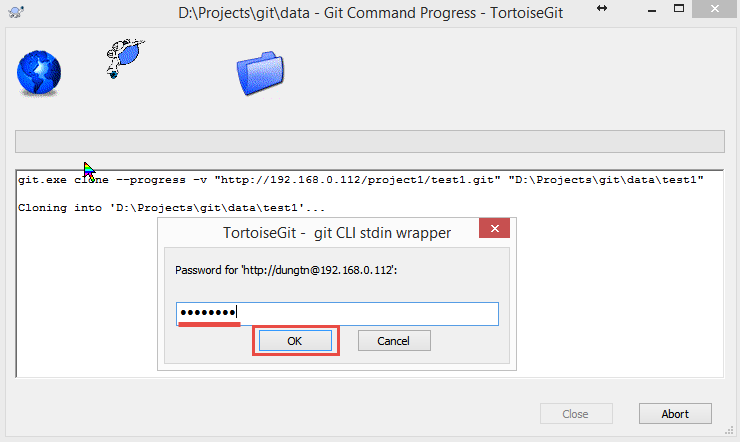 D:\Projects\git\data - Git Command Progress - TortoiseGit
git.exe clone --progress -v "http://192.168.0.112/project1/test1.git" "D:\Projects\git\data\test1"
Cloning into 'D:\Projects\git\data\test1'...
TortoiseGit - git CLI stdin wrapper
Password for 'http://dungtn@192.168.0.112':
••••••••
OK
Cancel
Close
Abort